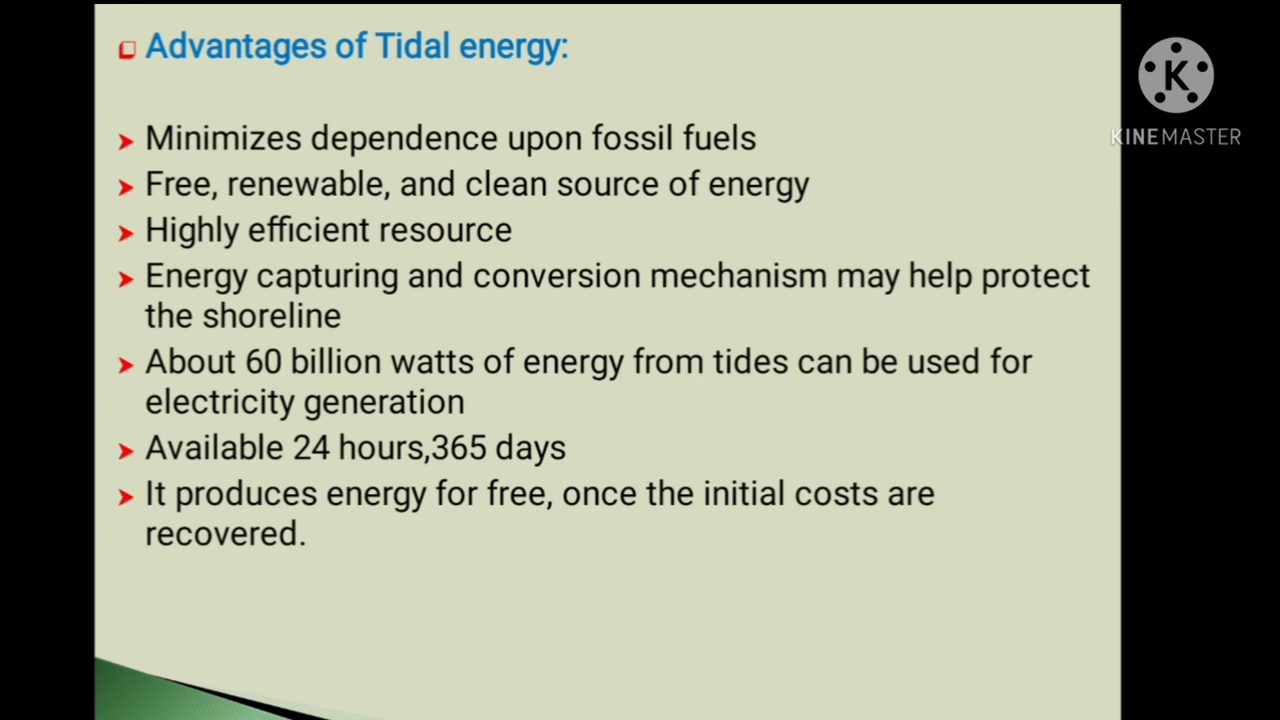 Advantages of Tidal energy:
K
KINEMASTER
Minimizes dependence upon fossil fuels
Free, renewable, and clean source of energy
Highly efficient resource
Energy capturing and conversion mechanism may help protect
the shoreline
About 60 billion watts of energy from tides can be used for
electricity generation
Available 24 hours,365 days
It produces energy for free, once the initial costs are
recovered.